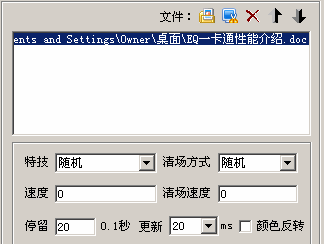 文件:
ents and Settings\Owner\桌面\EQ一卡通性能介绍.doc
特技 随机 清场方式 随机
速度 0 清场速度 0
停留 20 0.1秒 更新 20 ms 颜色反转